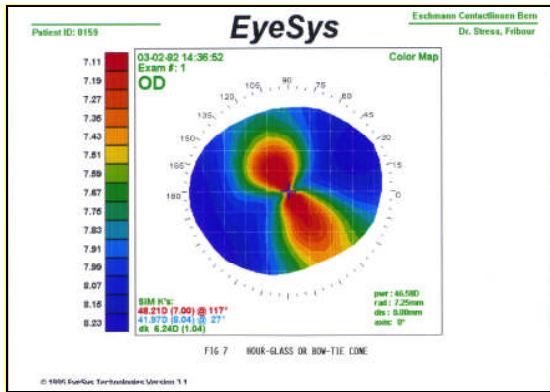 Patient ID: 0159
EyeSys
Eschmann Contactlinsen Bern
Dr. Stress, Fribour
03-02-92 14:36:52
Exam #: 1
OD
Color Map
7.11
7.19
7.27
7.35
7.43
7.51
7.59
7.67
7.75
7.83
7.91
7.99
8.07
8.15
8.23
180
165
150
135
120
105
90
75
60
45
30
15
0
SIM K's:
48.21D (7.00) @ 117°
41.97D (8.04) @ 27°
dk 6.24D (1.04)
pwr: 46.58D
rad: 7.25mm
dis: 0.00mm
axis: 0°
FIG 7 HOUR-GLASS OR BOW-TIE CONE
© 1995 EyeSys Technologies Version 3.1